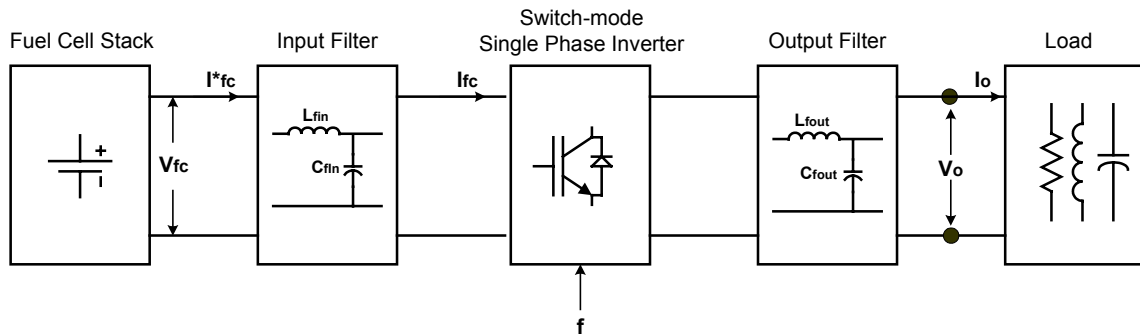 Switch-mode
Fuel Cell Stack Input Filter Single Phase Inverter Output Filter Load
I*fc Ifc Io
Lfin Lfout
+
Vfc CfIn Cfout Vo
f